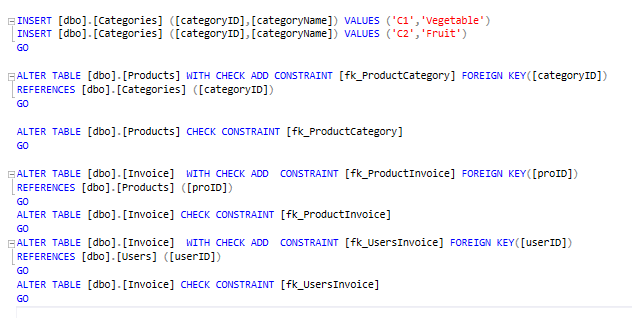 INSERT [dbo].[Categories] ([categoryID],[categoryName]) VALUES ('C1','Vegetable')
INSERT [dbo].[Categories] ([categoryID],[categoryName]) VALUES ('C2','Fruit')
GO
ALTER TABLE [dbo].[Products] WITH CHECK ADD CONSTRAINT [fk_ProductCategory] FOREIGN KEY([categoryID])
REFERENCES [dbo].[Categories] ([categoryID])
GO
ALTER TABLE [dbo].[Products] CHECK CONSTRAINT [fk_ProductCategory]
GO
ALTER TABLE [dbo].[Invoice]  WITH CHECK ADD  CONSTRAINT [fk_ProductInvoice] FOREIGN KEY([proID])
REFERENCES [dbo].[Products] ([proID])
GO
ALTER TABLE [dbo].[Invoice] CHECK CONSTRAINT [fk_ProductInvoice]
GO
ALTER TABLE [dbo].[Invoice]  WITH CHECK ADD  CONSTRAINT [fk_UsersInvoice] FOREIGN KEY([userID])
REFERENCES [dbo].[Users] ([userID])
GO
ALTER TABLE [dbo].[Invoice] CHECK CONSTRAINT [fk_UsersInvoice]
GO